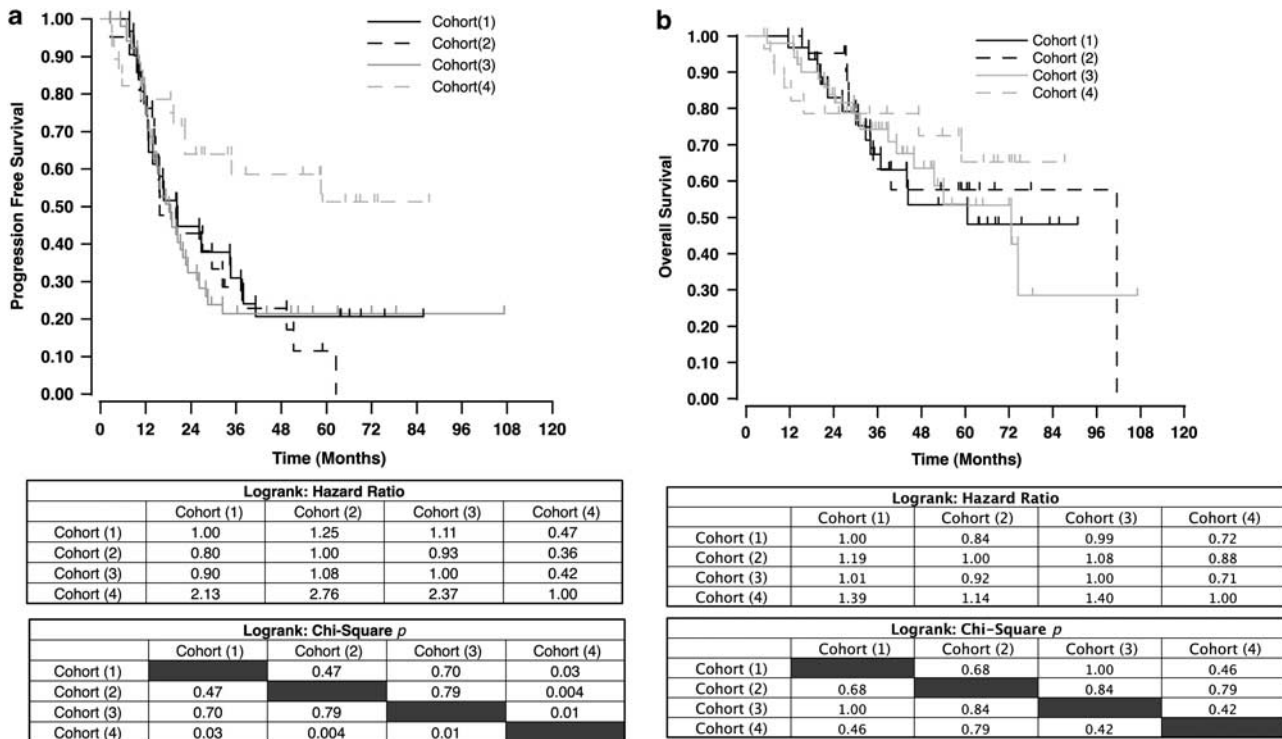 a
Progression Free Survival
1.00
0.90
0.80
0.70
0.60
0.50
0.40
0.30
0.20
0.10
0.00
Cohort(1)
Cohort(2)
Cohort(3)
Cohort(4)
0 12 24 36 48 60 72 84 96 108 120
Time (Months)
Logrank: Hazard Ratio
Cohort (1) Cohort (2) Cohort (3) Cohort (4)
Cohort (1) 1.00 1.25 1.11 0.47
Cohort (2) 0.80 1.00 0.93 0.36
Cohort (3) 0.90 1.08 1.00 0.42
Cohort (4) 2.13 2.76 2.37 1.00
Logrank: Chi-Square p
Cohort (1) Cohort (2) Cohort (3) Cohort (4)
Cohort (1) 0.47 0.70 0.03
Cohort (2) 0.47 0.79 0.004
Cohort (3) 0.70 0.79 0.01
Cohort (4) 0.03 0.004 0.01
b
Overall Survival
1.00
0.90
0.80
0.70
0.60
0.50
0.40
0.30
0.20
0.10
0.00
Cohort (1)
Cohort (2)
Cohort (3)
Cohort (4)
0 12 24 36 48 60 72 84 96 108 120
Time (Months)
Logrank: Hazard Ratio
Cohort (1) Cohort (2) Cohort (3) Cohort (4)
Cohort (1) 1.00 0.84 0.99 0.72
Cohort (2) 1.19 1.00 1.08 0.88
Cohort (3) 1.01 0.92 1.00 0.71
Cohort (4) 1.39 1.14 1.40 1.00
Logrank: Chi-Square p
Cohort (1) Cohort (2) Cohort (3) Cohort (4)
Cohort (1) 0.68 1.00 0.46
Cohort (2) 0.68 0.84 0.79
Cohort (3) 1.00 0.84 0.42
Cohort (4) 0.46 0.79 0.42